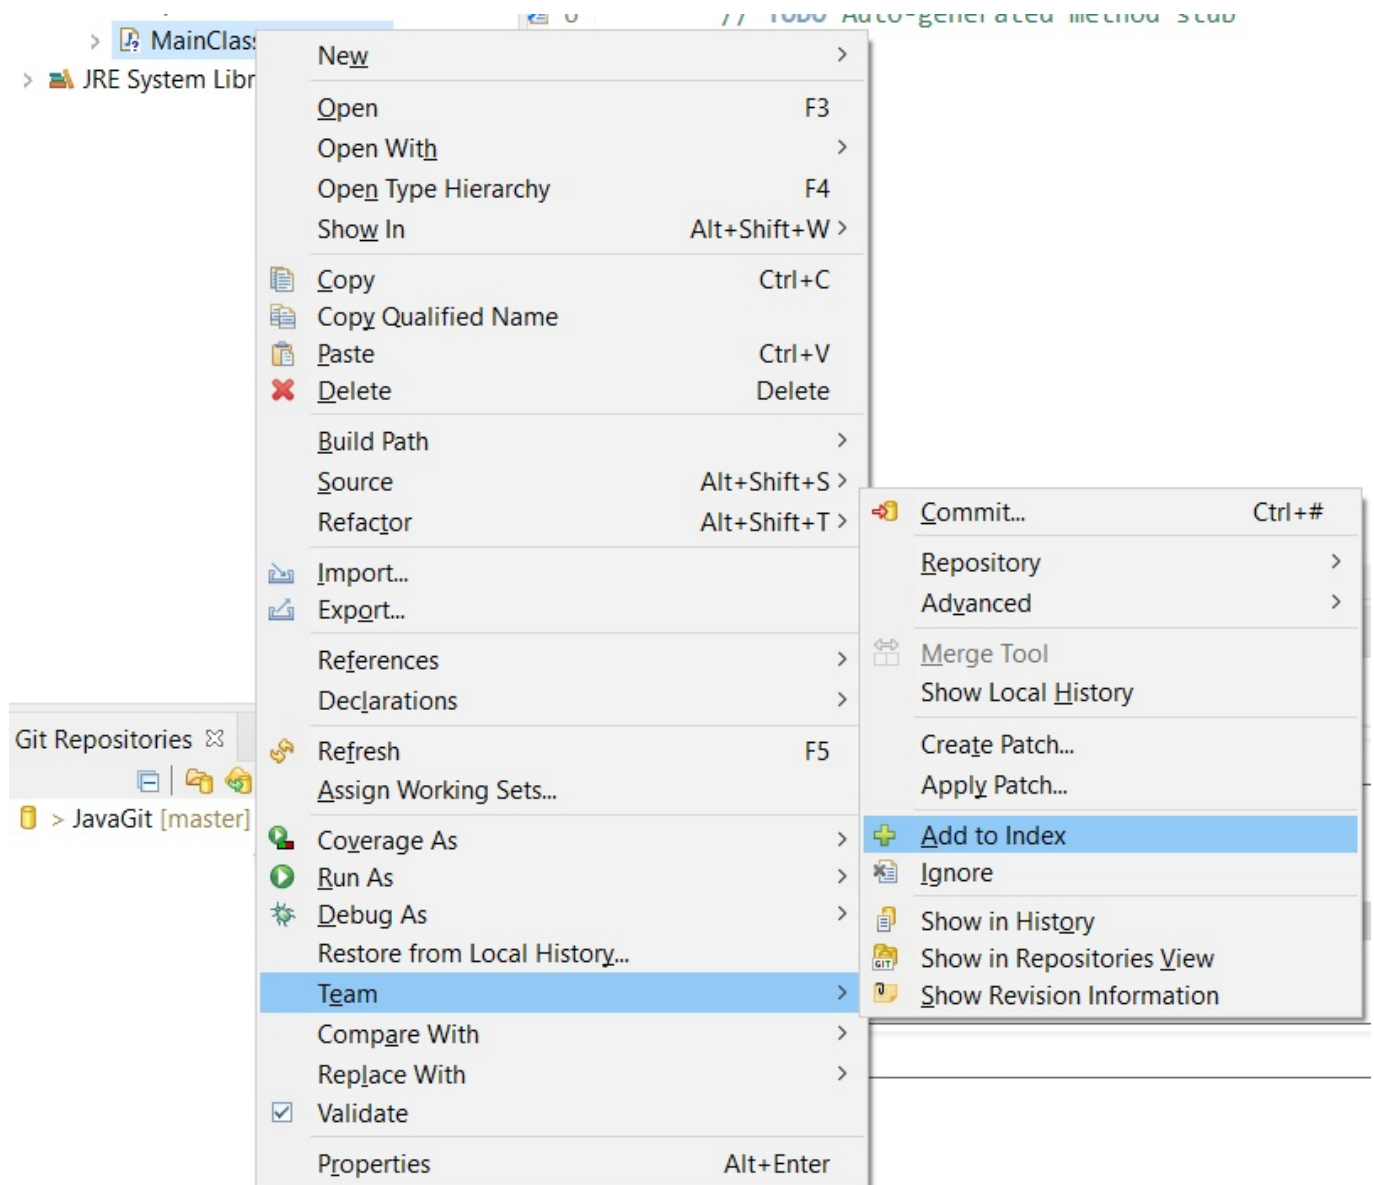 // TODO Auto-generated method stub
MainClas
JRE System Libr
New
Open F3
Open With
Open Type Hierarchy F4
Show In Alt+Shift+W
Copy Ctrl+C
Copy Qualified Name
Paste Ctrl+V
Delete Delete
Build Path
Source Alt+Shift+S
Refactor Alt+Shift+T
Import...
Export...
References
Declarations
Refresh F5
Assign Working Sets...
Coverage As
Run As
Debug As
Restore from Local History...
Team
Compare With
Replace With
Validate
Properties Alt+Enter
Commit... Ctrl+#
Repository
Advanced
Merge Tool
Show Local History
Create Patch...
Apply Patch...
Add to Index
Ignore
Show in History
GIT Show in Repositories View
Show Revision Information
Git Repositories
> JavaGit [master]